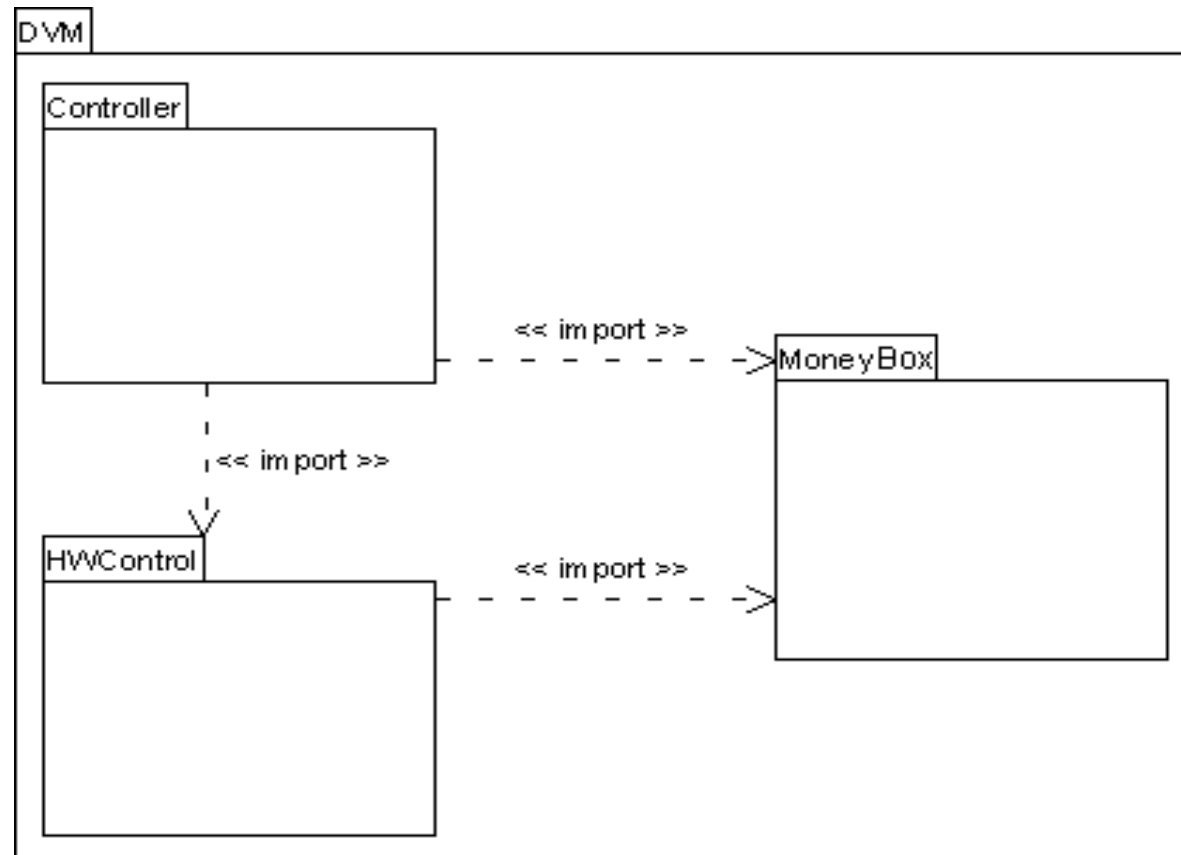 DVM
Controller
<< import >>
MoneyBox
<< import >>
HWControl
<< import >>